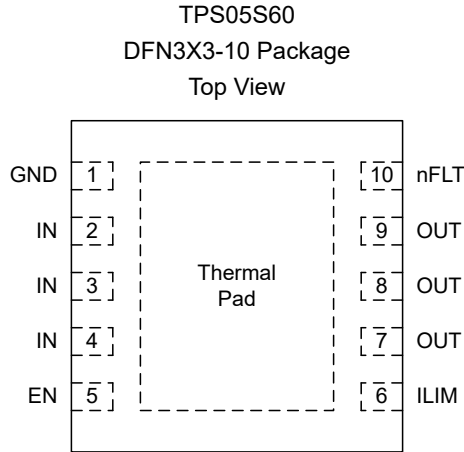 TPS05S60
DFN3X3-10 Package
Top View
GND 1 10 nFLT
IN 2 9 OUT
IN 3 8 OUT
Thermal
Pad
IN 4 7 OUT
EN 5 6 ILIM